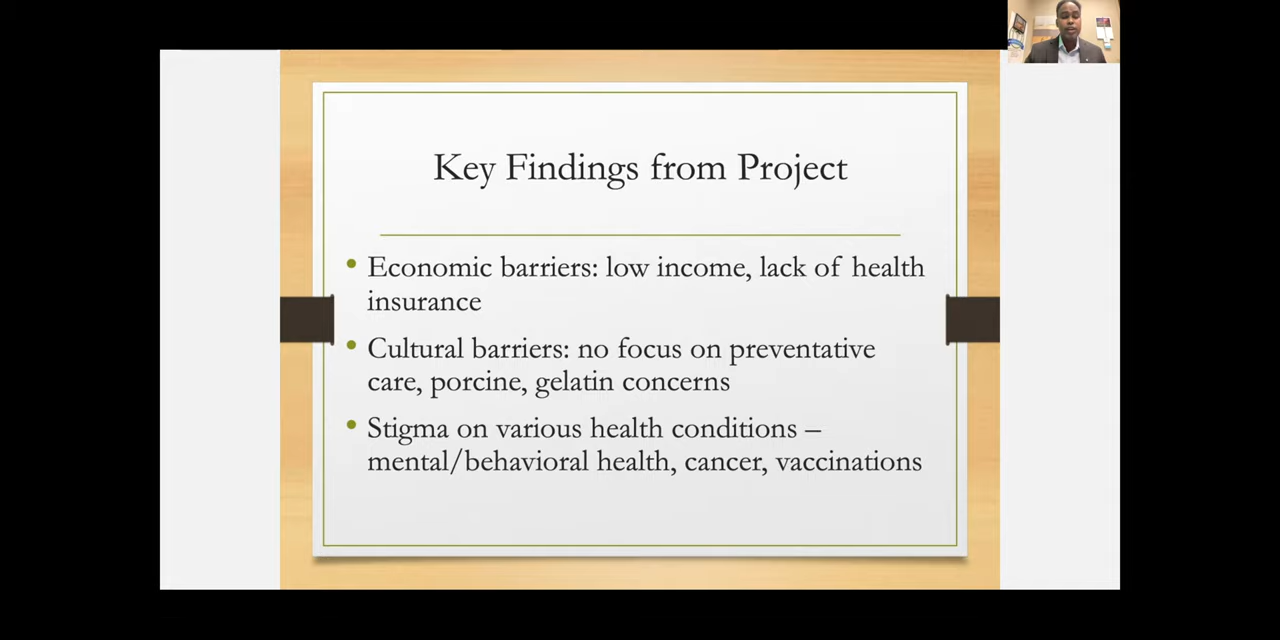 Key Findings from Project
• Economic barriers: low income, lack of health
insurance
• Cultural barriers: no focus on preventative
care, porcine, gelatin concerns
• Stigma on various health conditions –
mental/behavioral health, cancer, vaccinations